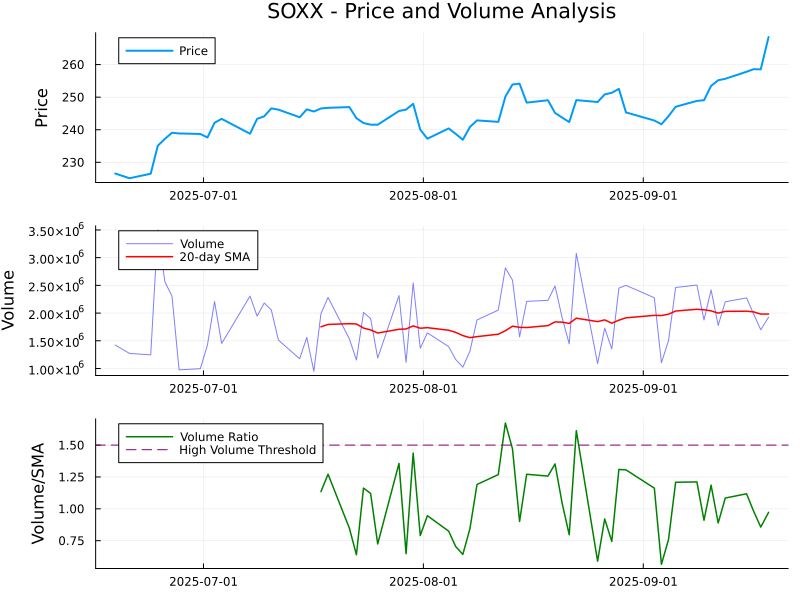 SOXX - Price and Volume Analysis
Price
Price
260
250
240
230
2025-07-01 2025-08-01 2025-09-01
Volume
Volume
20-day SMA
3.50×10⁶
3.00×10⁶
2.50×10⁶
2.00×10⁶
1.50×10⁶
1.00×10⁶
2025-07-01 2025-08-01 2025-09-01
Volume/SMA
Volume Ratio
High Volume Threshold
1.50
1.25
1.00
0.75
2025-07-01 2025-08-01 2025-09-01